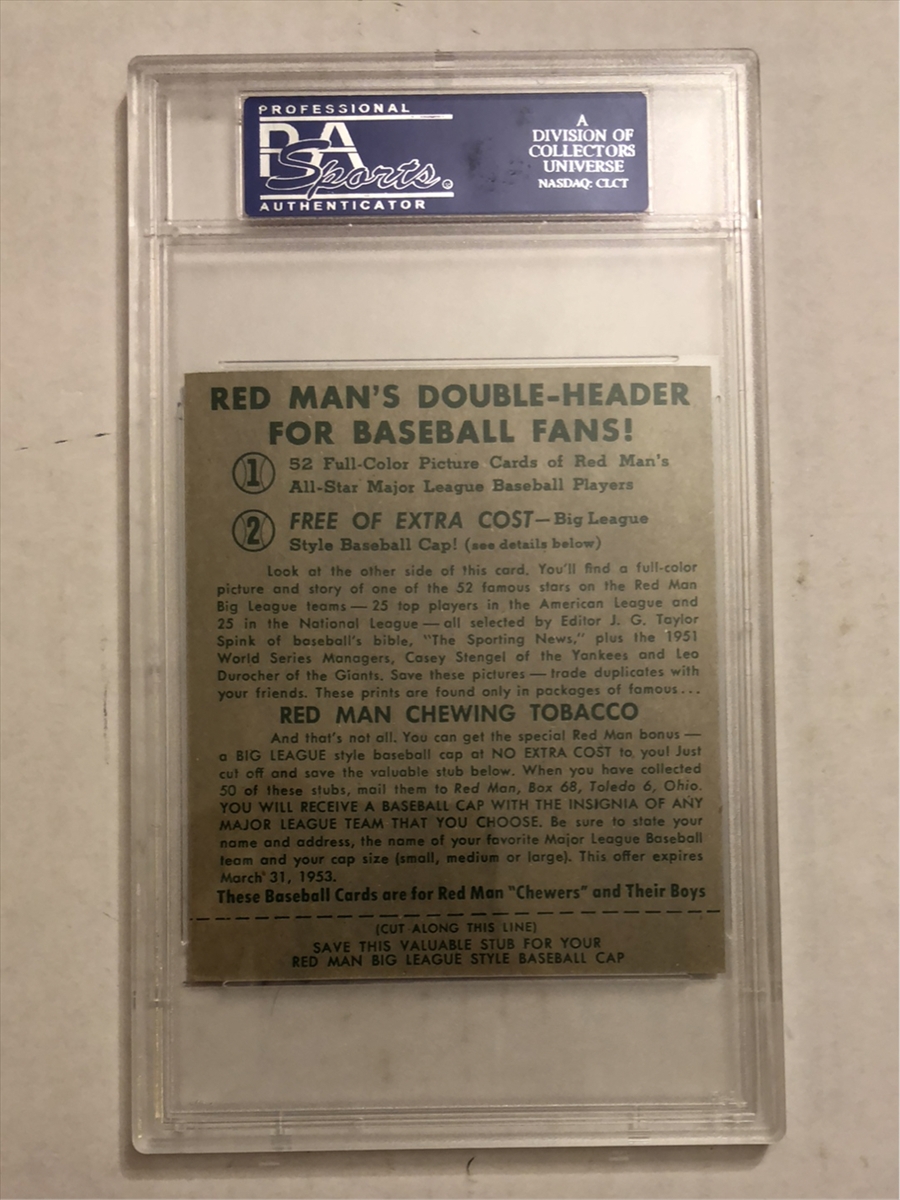 PROFESSIONAL
PSA
Sports
AUTHENTICATOR
A
DIVISION OF
COLLECTORS
UNIVERSE
NASDAQ: CLCT
RED MAN'S DOUBLE-HEADER
FOR BASEBALL FANS!
1 52 Full-Color Picture Cards of Red Man's
All-Star Major League Baseball Players
2 FREE OF EXTRA COST—Big League
Style Baseball Cap! (see details below)
Look at the other side of this card. You'll find a full-color
picture and story of one of the 52 famous stars on the Red Man
Big League teams — 25 top players in the American League and
25 in the National League — all selected by Editor J. G. Taylor
Spink of baseball's bible, "The Sporting News," plus the 1951
World Series Managers, Casey Stengel of the Yankees and Leo
Durocher of the Giants. Save these pictures — trade duplicates with
your friends. These prints are found only in packages of famous...
RED MAN CHEWING TOBACCO
And that's not all. You can get the special Red Man bonus —
a BIG LEAGUE style baseball cap at NO EXTRA COST to you! Just
cut off and save the valuable stub below. When you have collected
50 of these stubs, mail them to Red Man, Box 68, Toledo 6, Ohio.
YOU WILL RECEIVE A BASEBALL CAP WITH THE INSIGNIA OF ANY
MAJOR LEAGUE TEAM THAT YOU CHOOSE. Be sure to state your
name and address, the name of your favorite Major League Baseball
team and your cap size (small, medium or large). This offer expires
March 31, 1953.
These Baseball Cards are for Red Man "Chewers" and Their Boys
(CUT ALONG THIS LINE)
SAVE THIS VALUABLE STUB FOR YOUR
RED MAN BIG LEAGUE STYLE BASEBALL CAP